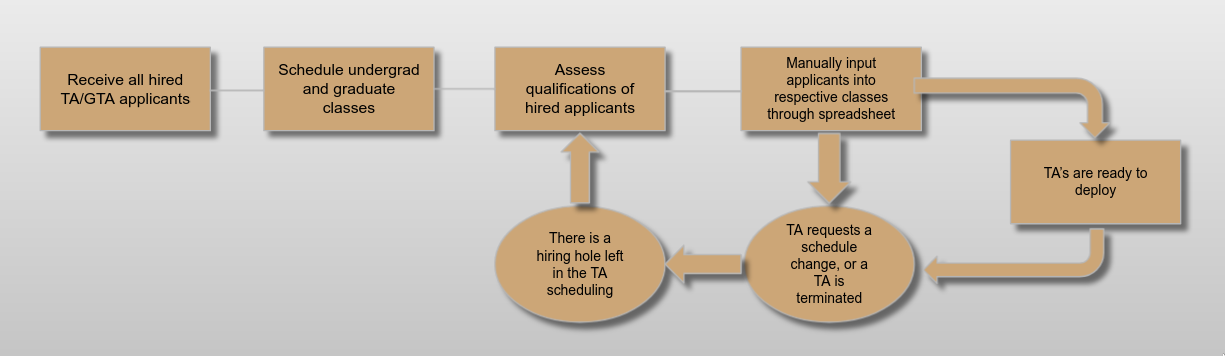 Receive all hired
TA/GTA applicants
Schedule undergrad
and graduate
classes
Assess
qualifications of
hired applicants
Manually input
applicants into
respective classes
through spreadsheet
TA's are ready to
deploy
There is a
hiring hole left
in the TA
scheduling
TA requests a
schedule
change, or a
TA is
terminated